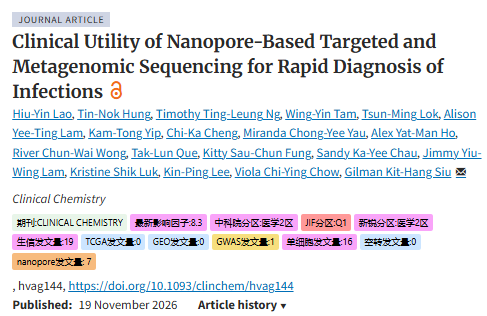 JOURNAL ARTICLE
Clinical Utility of Nanopore-Based Targeted and
Metagenomic Sequencing for Rapid Diagnosis of
Infections
Hiu-Yin Lao, Tin-Nok Hung, Timothy Ting-Leung Ng, Wing-Yin Tam, Tsun-Ming Lok, Alison
Yee-Ting Lam, Kam-Tong Yip, Chi-Ka Cheng, Miranda Chong-Yee Yau, Alex Yat-Man Ho,
River Chun-Wai Wong, Tak-Lun Que, Kitty Sau-Chun Fung, Sandy Ka-Yee Chau, Jimmy Yiu-
Wing Lam, Kristine Shik Luk, Kin-Ping Lee, Viola Chi-Ying Chow, Gilman Kit-Hang Siu
Clinical Chemistry
期刊:CLINICAL CHEMISTRY 最新影响因子:8.3 中科院分区:医学2区 JIF分区:Q1 新锐分区:医学2区
生信发文量:19 TCGA发文量:0 GEO发文量:0 GWAS发文量:1 单细胞发文量:16 空转发文量:0
nanopore发文量: 7
, hvag144, https://doi.org/10.1093/clinchem/hvag144
Published: 19 November 2026 Article history ▾